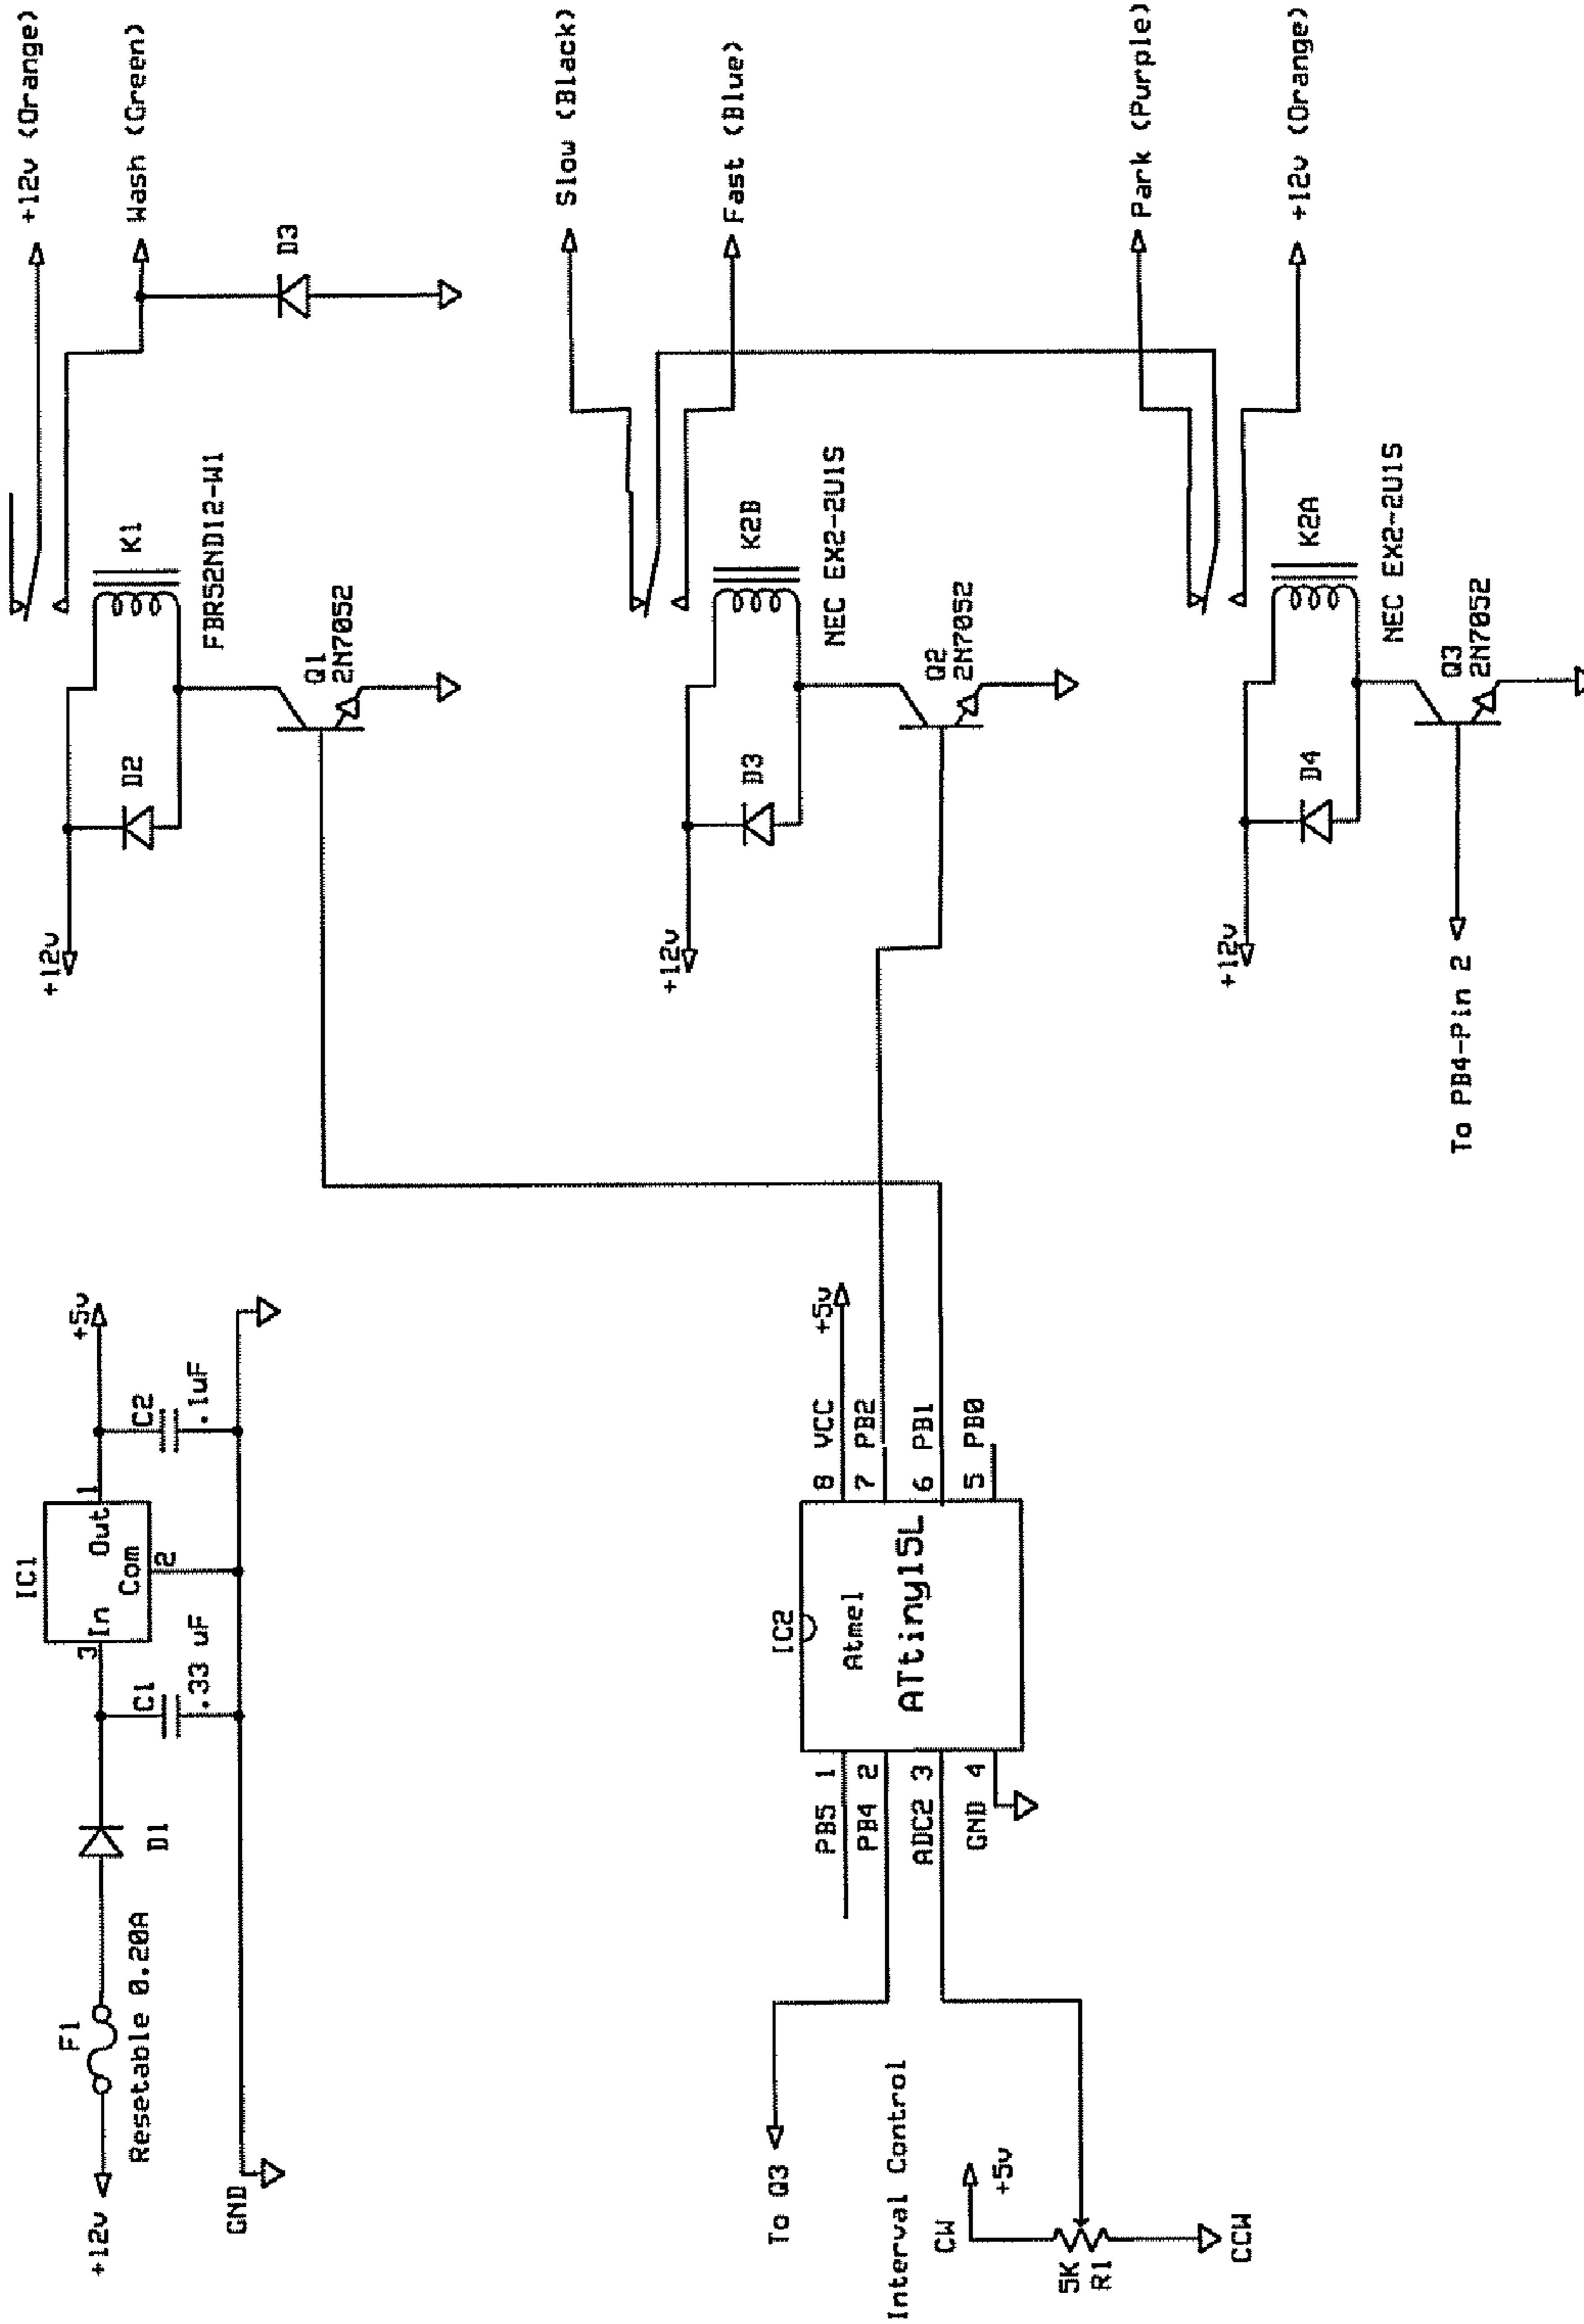 +12v
F1
Resetable 0.20A
D1
GND
C1
.33 uF
IC1
3 In
Out 1
Com
2
C2
.1uF
+5v
+12v
D2
K1
FBR52ND12-W1
Q1
2N7052
+12v (Orange)
Wash (Green)
D3
To Q3
Interval Control
CW
+5v
5K
R1
CCW
PB5 1
PB4 2
ADC2 3
GND 4
IC2
Atmel
ATtiny15L
8 VCC
7 PB2
6 PB1
5 PB0
+5v
+12v
D3
K2B
NEC EX2-2U1S
Q2
2N7052
Slow (Black)
Fast (Blue)
+12v
D4
K2A
NEC EX2-2U1S
Q3
2N7052
To PB4-Pin 2
Park (Purple)
+12v (Orange)